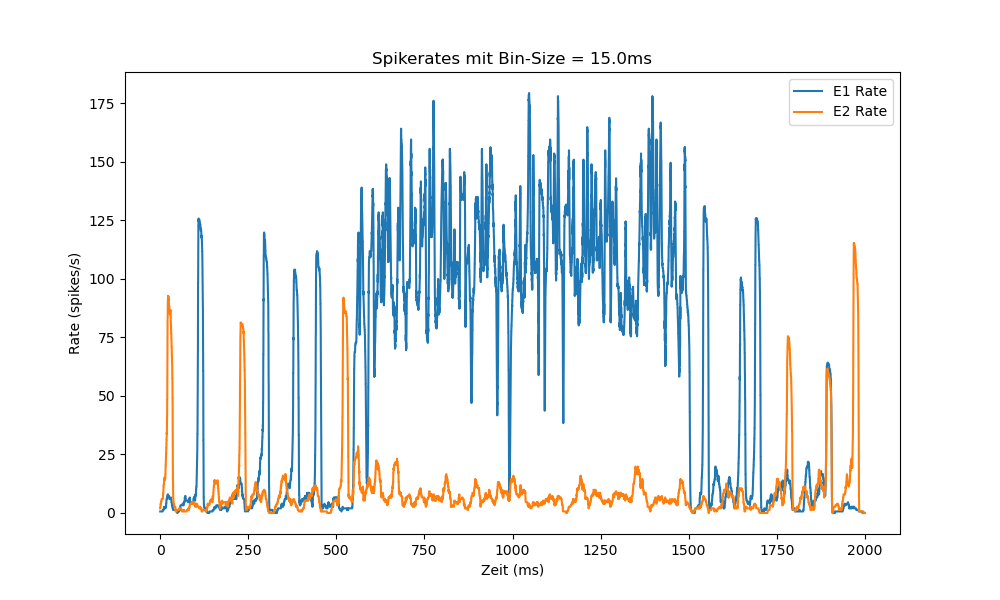 Spikerates mit Bin-Size = 15.0ms
E1 Rate
E2 Rate
Rate (spikes/s)
175
150
125
100
75
50
25
0
0 250 500 750 1000 1250 1500 1750 2000
Zeit (ms)